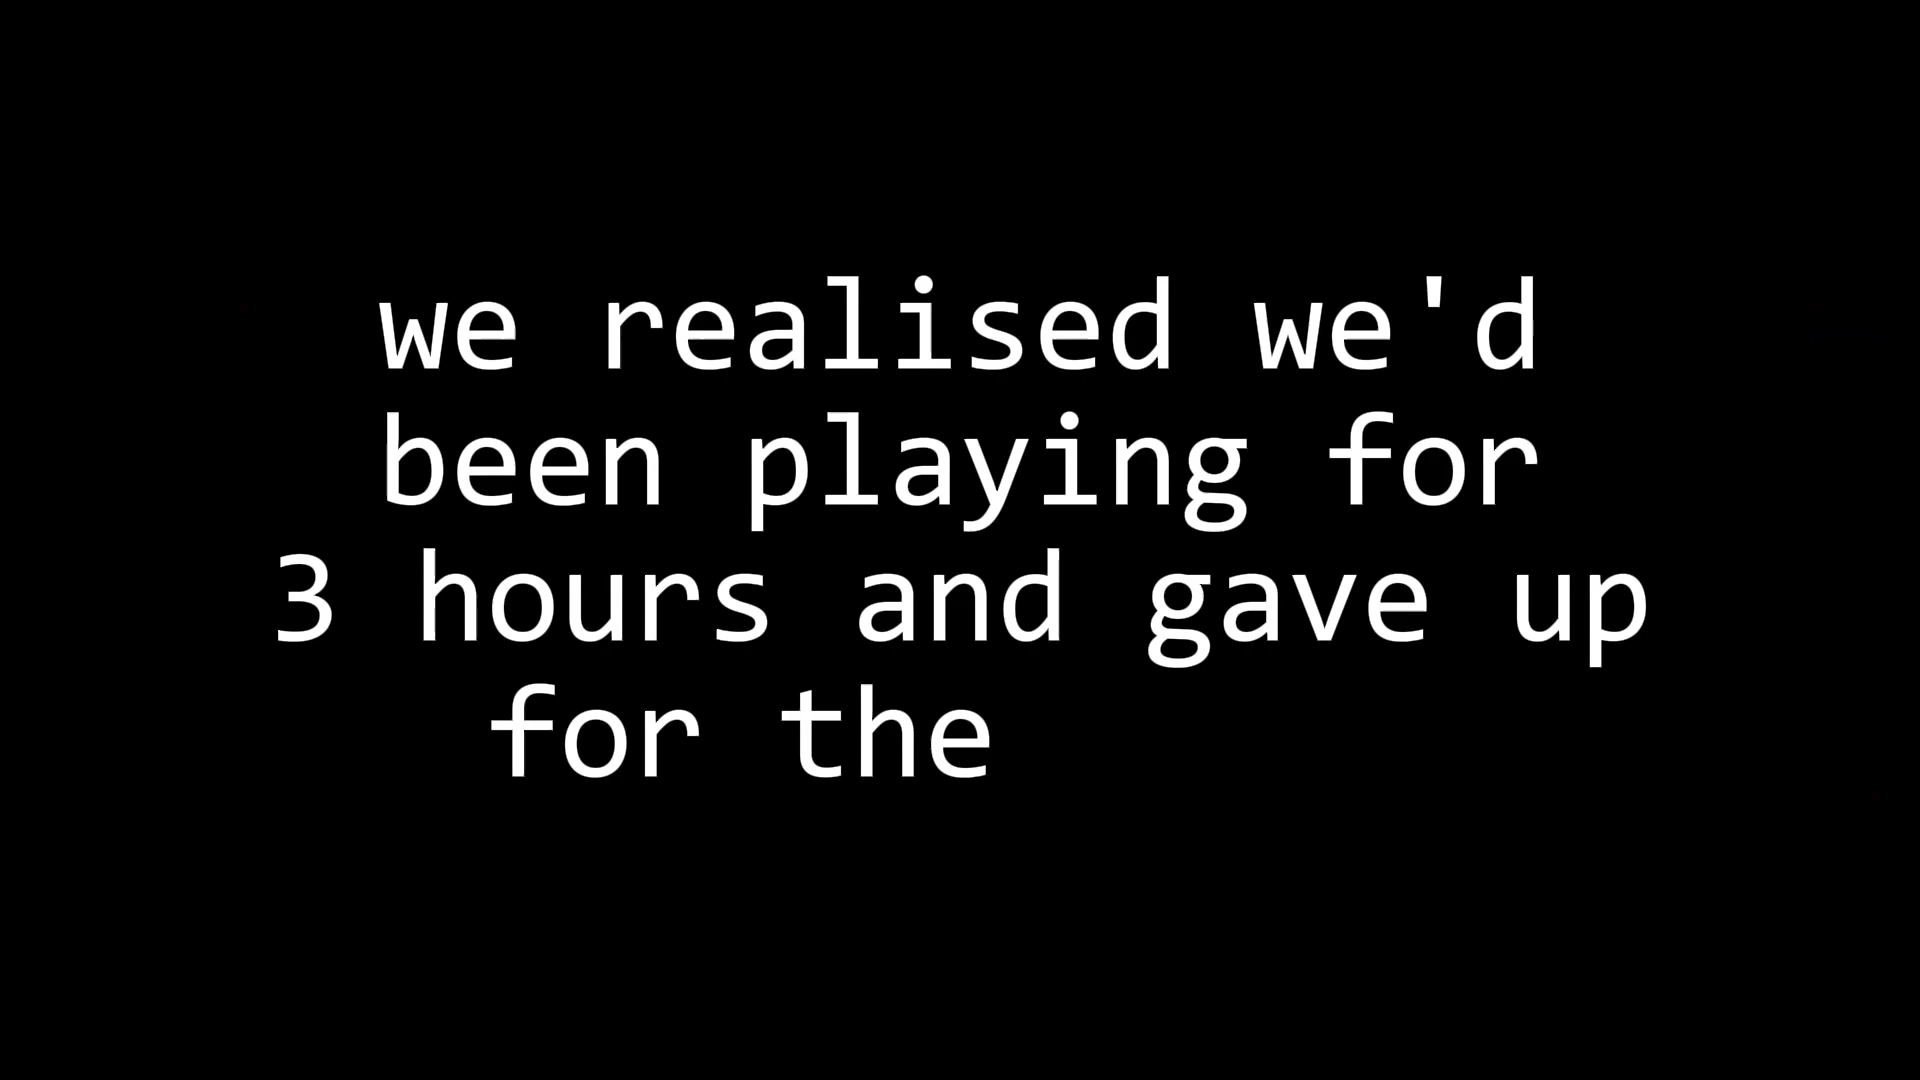 we realised we'd
been playing for
3 hours and gave up
for the